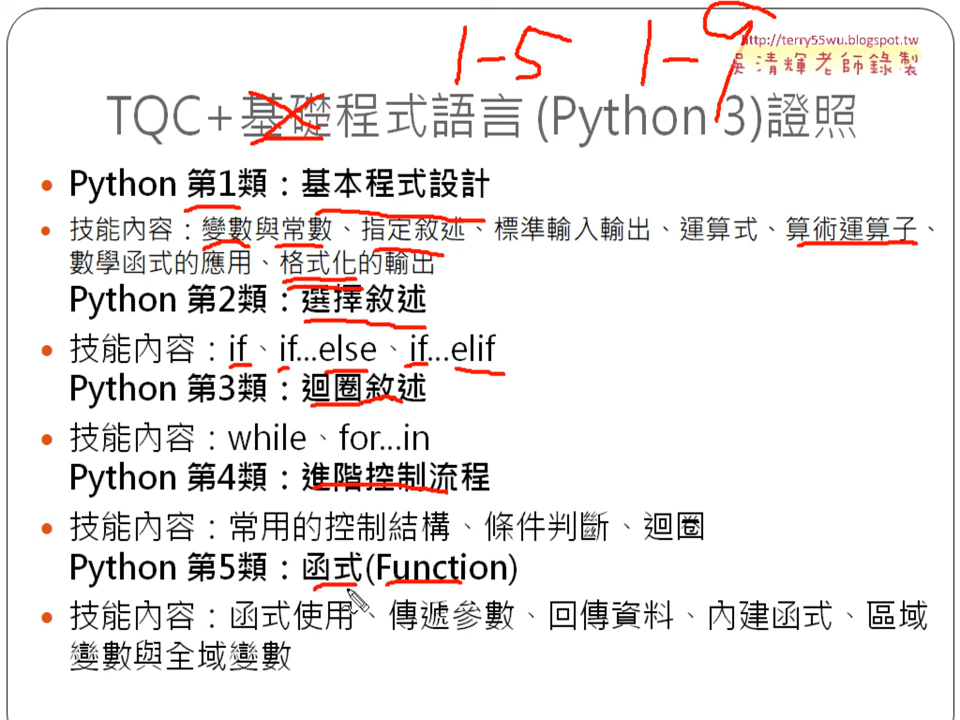 1-5 1-9
http://terry55wu.blogspot.tw
吳清輝老師錄製
TQC+基礎程式語言(Python 3)證照
• Python 第1類：基本程式設計
• 技能內容：變數與常數、指定敘述、標準輸入輸出、運算式、算術運算子、
數學函式的應用、格式化的輸出
Python 第2類：選擇敘述
• 技能內容：if、if...else、if...elif
Python 第3類：迴圈敘述
• 技能內容：while、for...in
Python 第4類：進階控制流程
• 技能內容：常用的控制結構、條件判斷、迴圈
Python 第5類：函式(Function)
• 技能內容：函式使用、傳遞參數、回傳資料、內建函式、區域
變數與全域變數